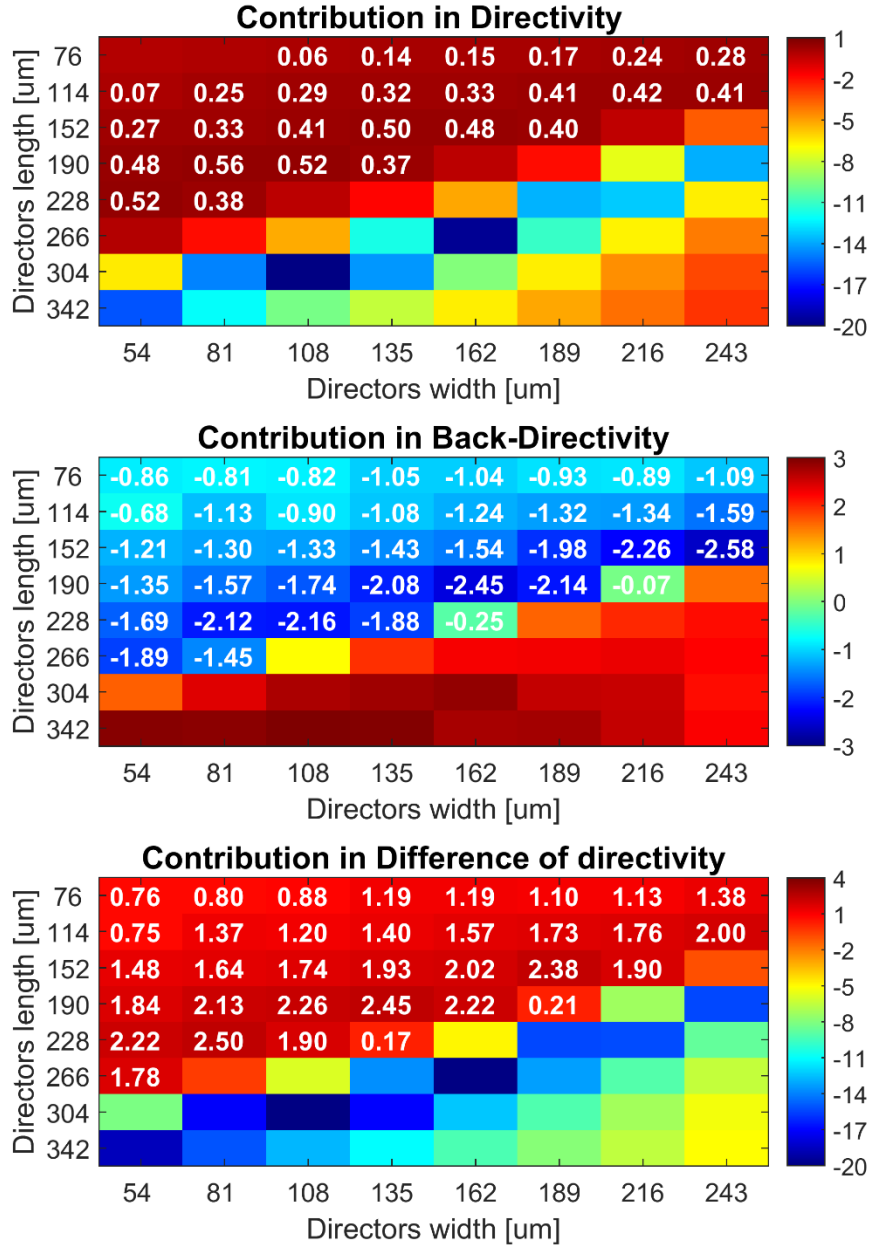 Contribution in Directivity
76 0.06 0.14 0.15 0.17 0.24 0.28 1
114 0.07 0.25 0.29 0.32 0.33 0.41 0.42 0.41 -2
152 0.27 0.33 0.41 0.50 0.48 0.40 -5
190 0.48 0.56 0.52 0.37 -8
228 0.52 0.38 -11
266 -14
304 -17
342 -20
54 81 108 135 162 189 216 243
Directors length [um]
Directors width [um]
Contribution in Back-Directivity
76 -0.86 -0.81 -0.82 -1.05 -1.04 -0.93 -0.89 -1.09 3
114 -0.68 -1.13 -0.90 -1.08 -1.24 -1.32 -1.34 -1.59 2
152 -1.21 -1.30 -1.33 -1.43 -1.54 -1.98 -2.26 -2.58 1
190 -1.35 -1.57 -1.74 -2.08 -2.45 -2.14 -0.07 0
228 -1.69 -2.12 -2.16 -1.88 -0.25 -1
266 -1.89 -1.45 -2
304
342 -3
54 81 108 135 162 189 216 243
Directors length [um]
Directors width [um]
Contribution in Difference of directivity
76 0.76 0.80 0.88 1.19 1.19 1.10 1.13 1.38 4
114 0.75 1.37 1.20 1.40 1.57 1.73 1.76 2.00 1
152 1.48 1.64 1.74 1.93 2.02 2.38 1.90 -2
190 1.84 2.13 2.26 2.45 2.22 0.21 -5
228 2.22 2.50 1.90 0.17 -8
266 1.78 -11
304 -14
342 -17
-20
54 81 108 135 162 189 216 243
Directors length [um]
Directors width [um]